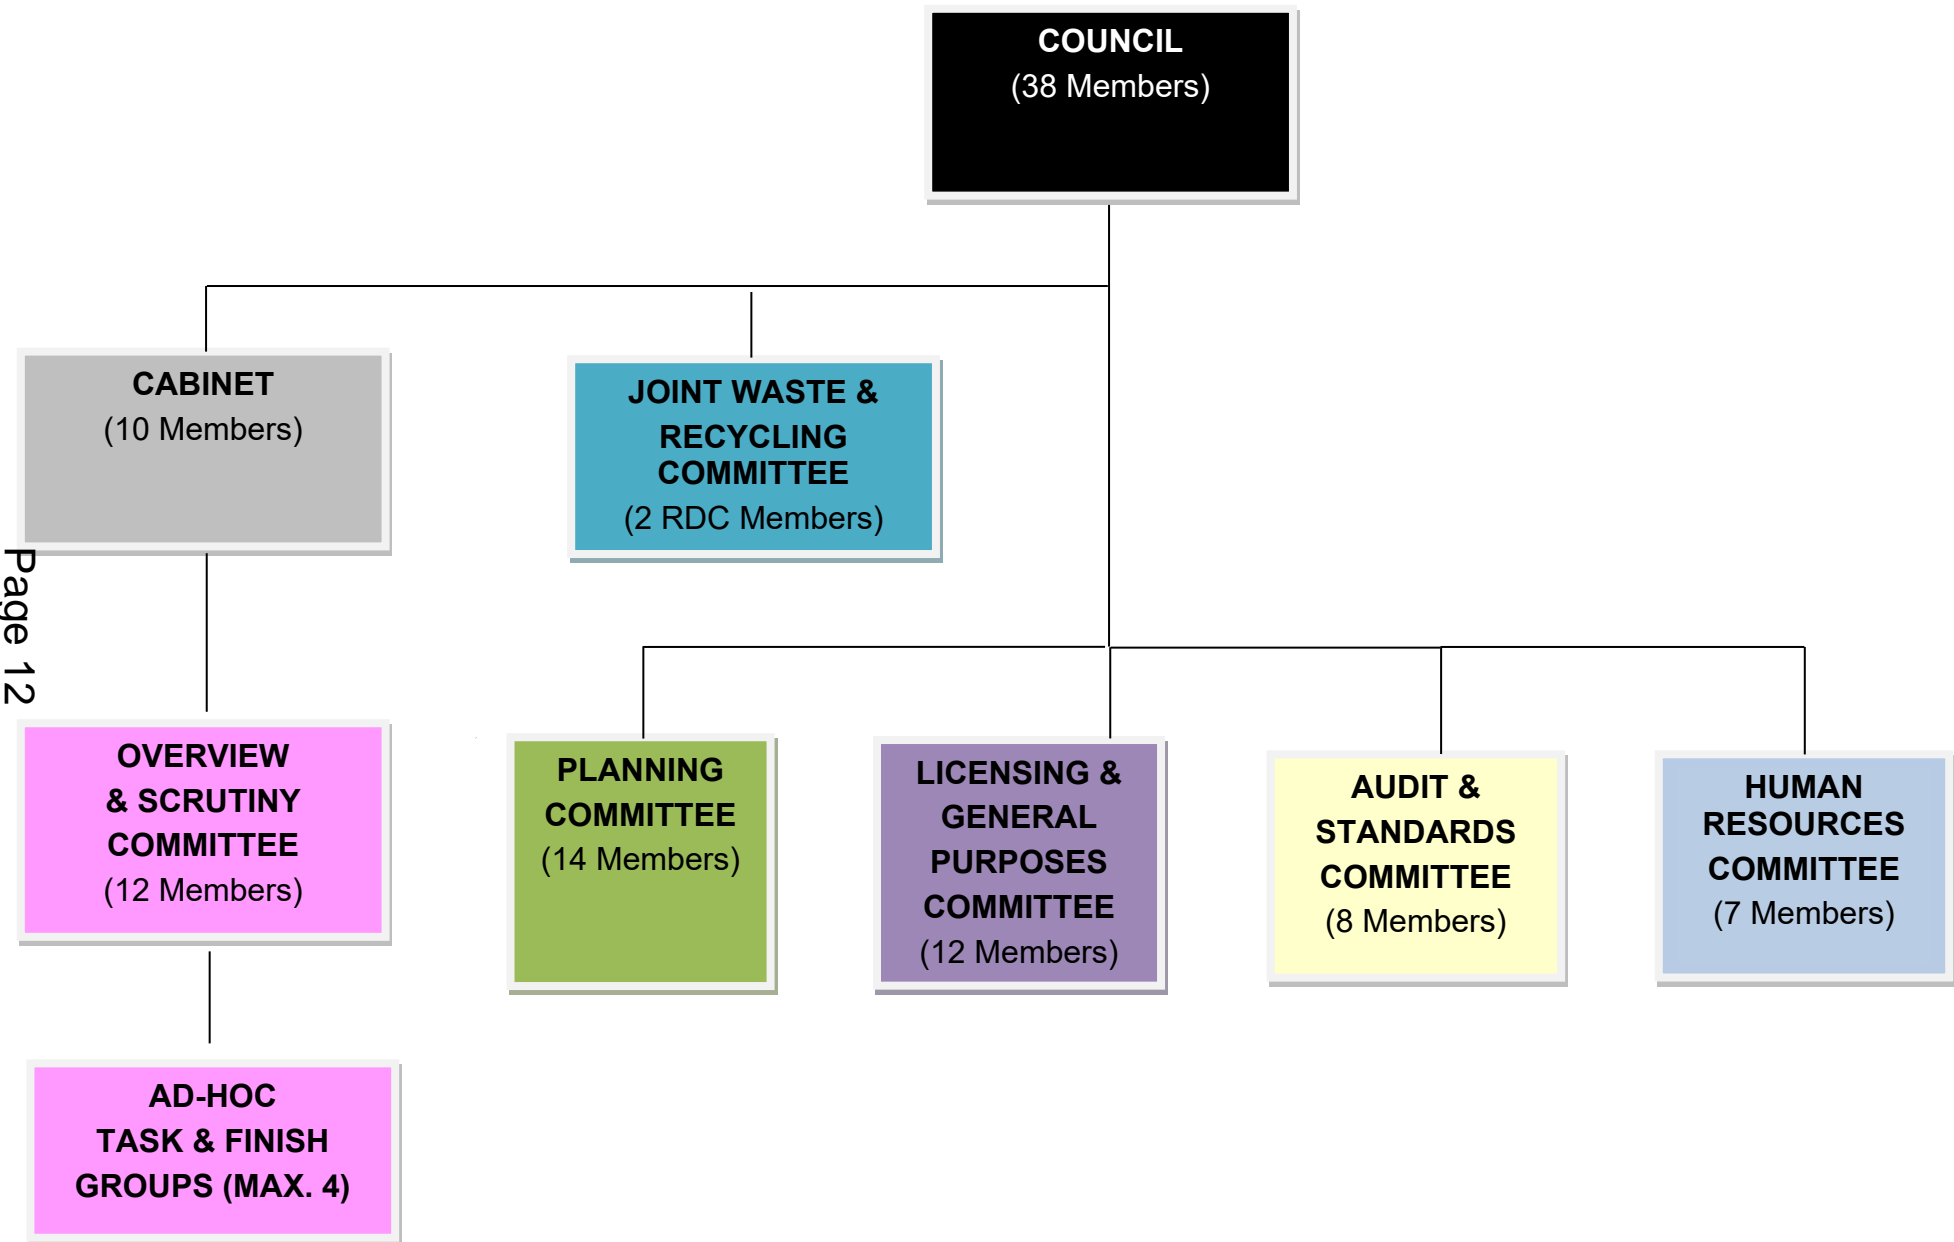 COUNCIL
(38 Members)
CABINET
(10 Members)
JOINT WASTE &
RECYCLING
COMMITTEE
(2 RDC Members)
Page 12
OVERVIEW
& SCRUTINY
COMMITTEE
(12 Members)
PLANNING
COMMITTEE
(14 Members)
LICENSING &
GENERAL
PURPOSES
COMMITTEE
(12 Members)
AUDIT &
STANDARDS
COMMITTEE
(8 Members)
HUMAN
RESOURCES
COMMITTEE
(7 Members)
AD-HOC
TASK & FINISH
GROUPS (MAX. 4)